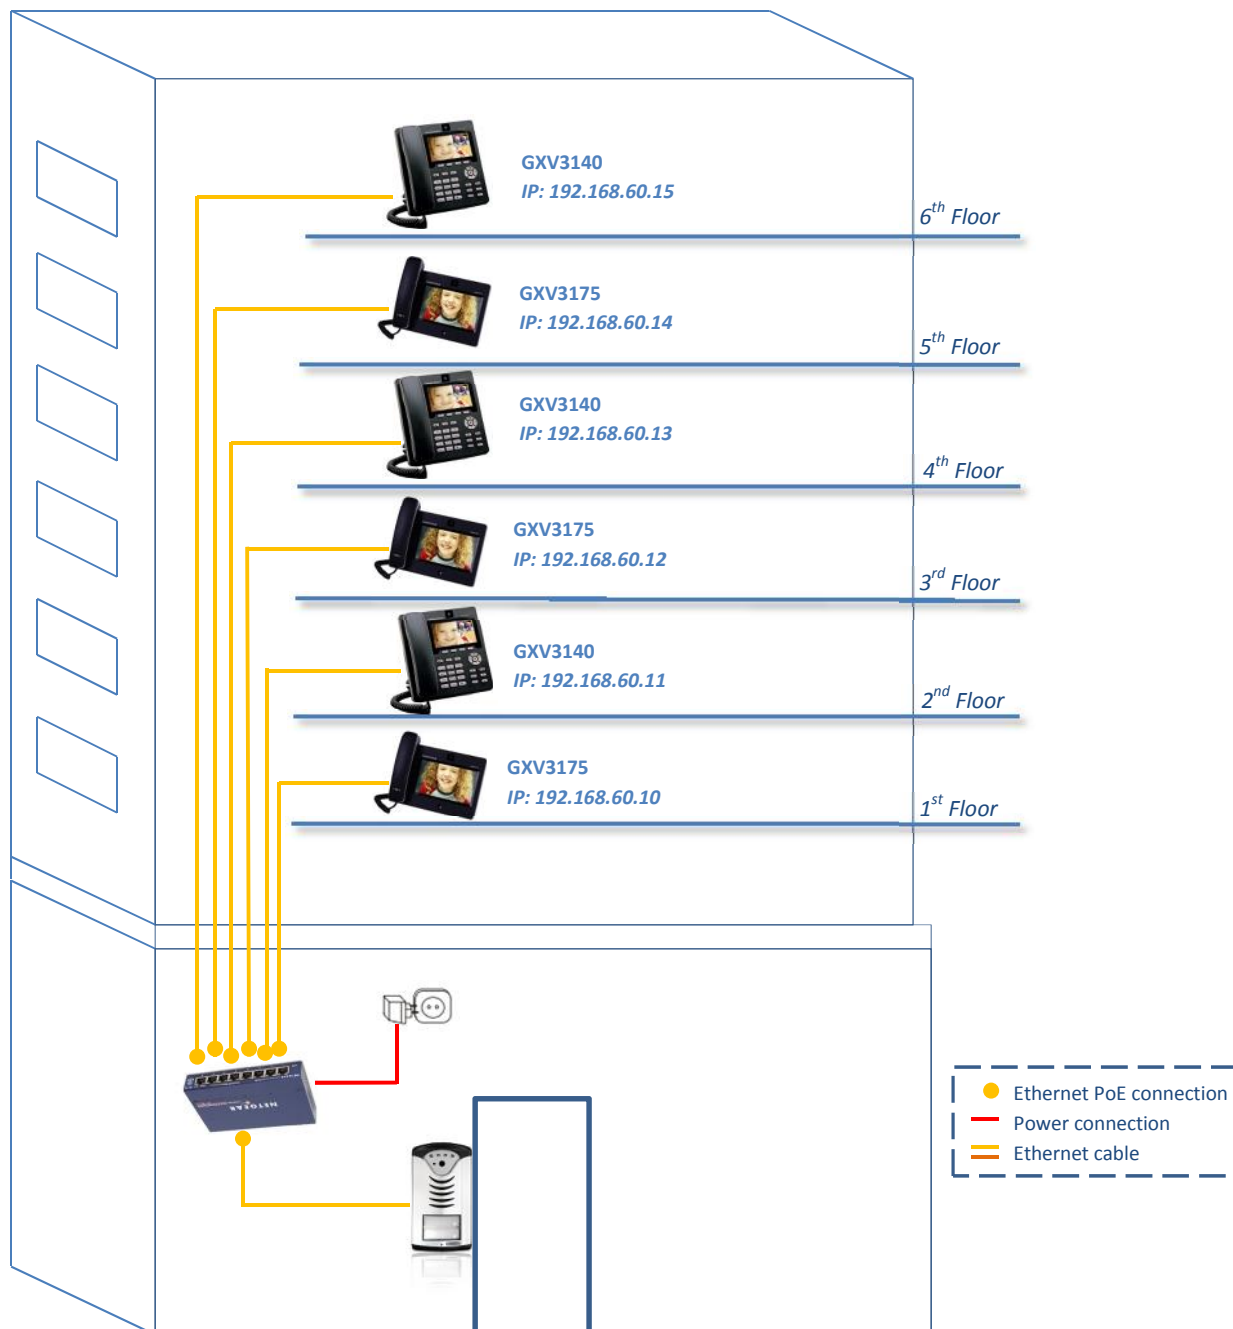 GXV3140
IP: 192.168.60.15
6th Floor
GXV3175
IP: 192.168.60.14
5th Floor
GXV3140
IP: 192.168.60.13
4th Floor
GXV3175
IP: 192.168.60.12
3rd Floor
GXV3140
IP: 192.168.60.11
2nd Floor
GXV3175
IP: 192.168.60.10
1st Floor
NETGEAR
Ethernet PoE connection
Power connection
Ethernet cable